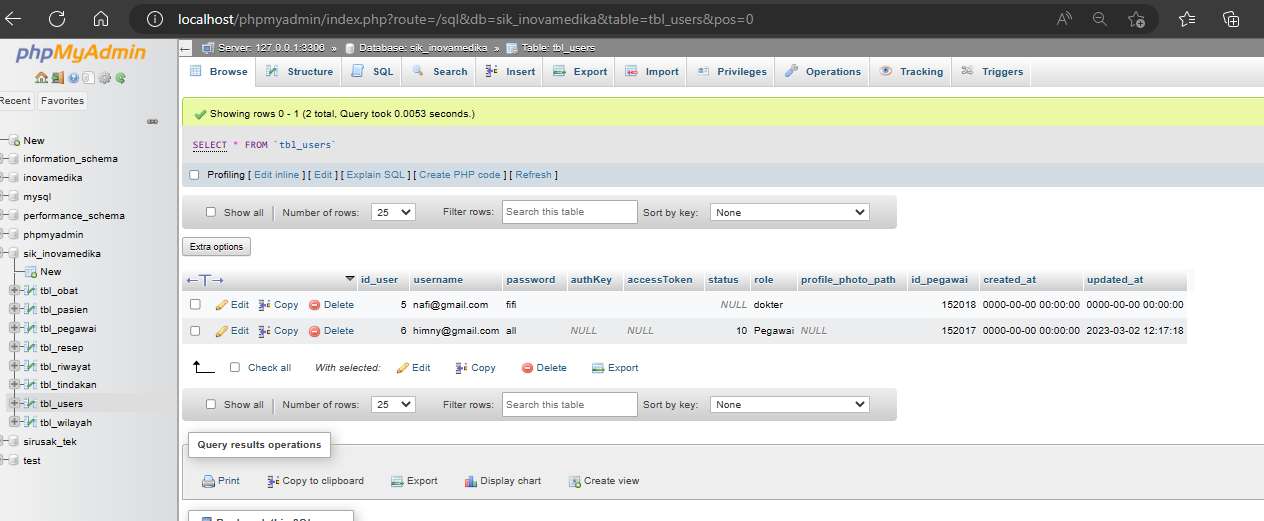 localhost/phpmyadmin/index.php?route=/sql&db=sik_inovamedika&table=tbl_users&pos=0
phpMyAdmin
Recent Favorites
New
information_schema
inovamedika
mysql
performance_schema
phpmyadmin
sik_inovamedika
New
tbl_obat
tbl_pasien
tbl_pegawai
tbl_resep
tbl_riwayat
tbl_tindakan
tbl_users
tbl_wilayah
sirusak_tek
test
Server: 127.0.0.1:3306 » Database: sik_inovamedika » Table: tbl_users
Browse Structure SQL Search Insert Export Import Privileges Operations Tracking Triggers
Showing rows 0 - 1 (2 total, Query took 0.0053 seconds.)
SELECT * FROM `tbl_users`
Profiling [ Edit inline ] [ Edit ] [ Explain SQL ] [ Create PHP code ] [ Refresh ]
Show all Number of rows: 25 Filter rows: Search this table Sort by key: None
Extra options
id_user username password authKey accessToken status role profile_photo_path id_pegawai created_at updated_at
Edit Copy Delete 5 nafi@gmail.com fifi NULL dokter 152018 0000-00-00 00:00:00 0000-00-00 00:00:00
Edit Copy Delete 6 himny@gmail.com all NULL NULL 10 Pegawai NULL 152017 0000-00-00 00:00:00 2023-03-02 12:17:18
Check all With selected: Edit Copy Delete Export
Show all Number of rows: 25 Filter rows: Search this table Sort by key: None
Query results operations
Print Copy to clipboard Export Display chart Create view